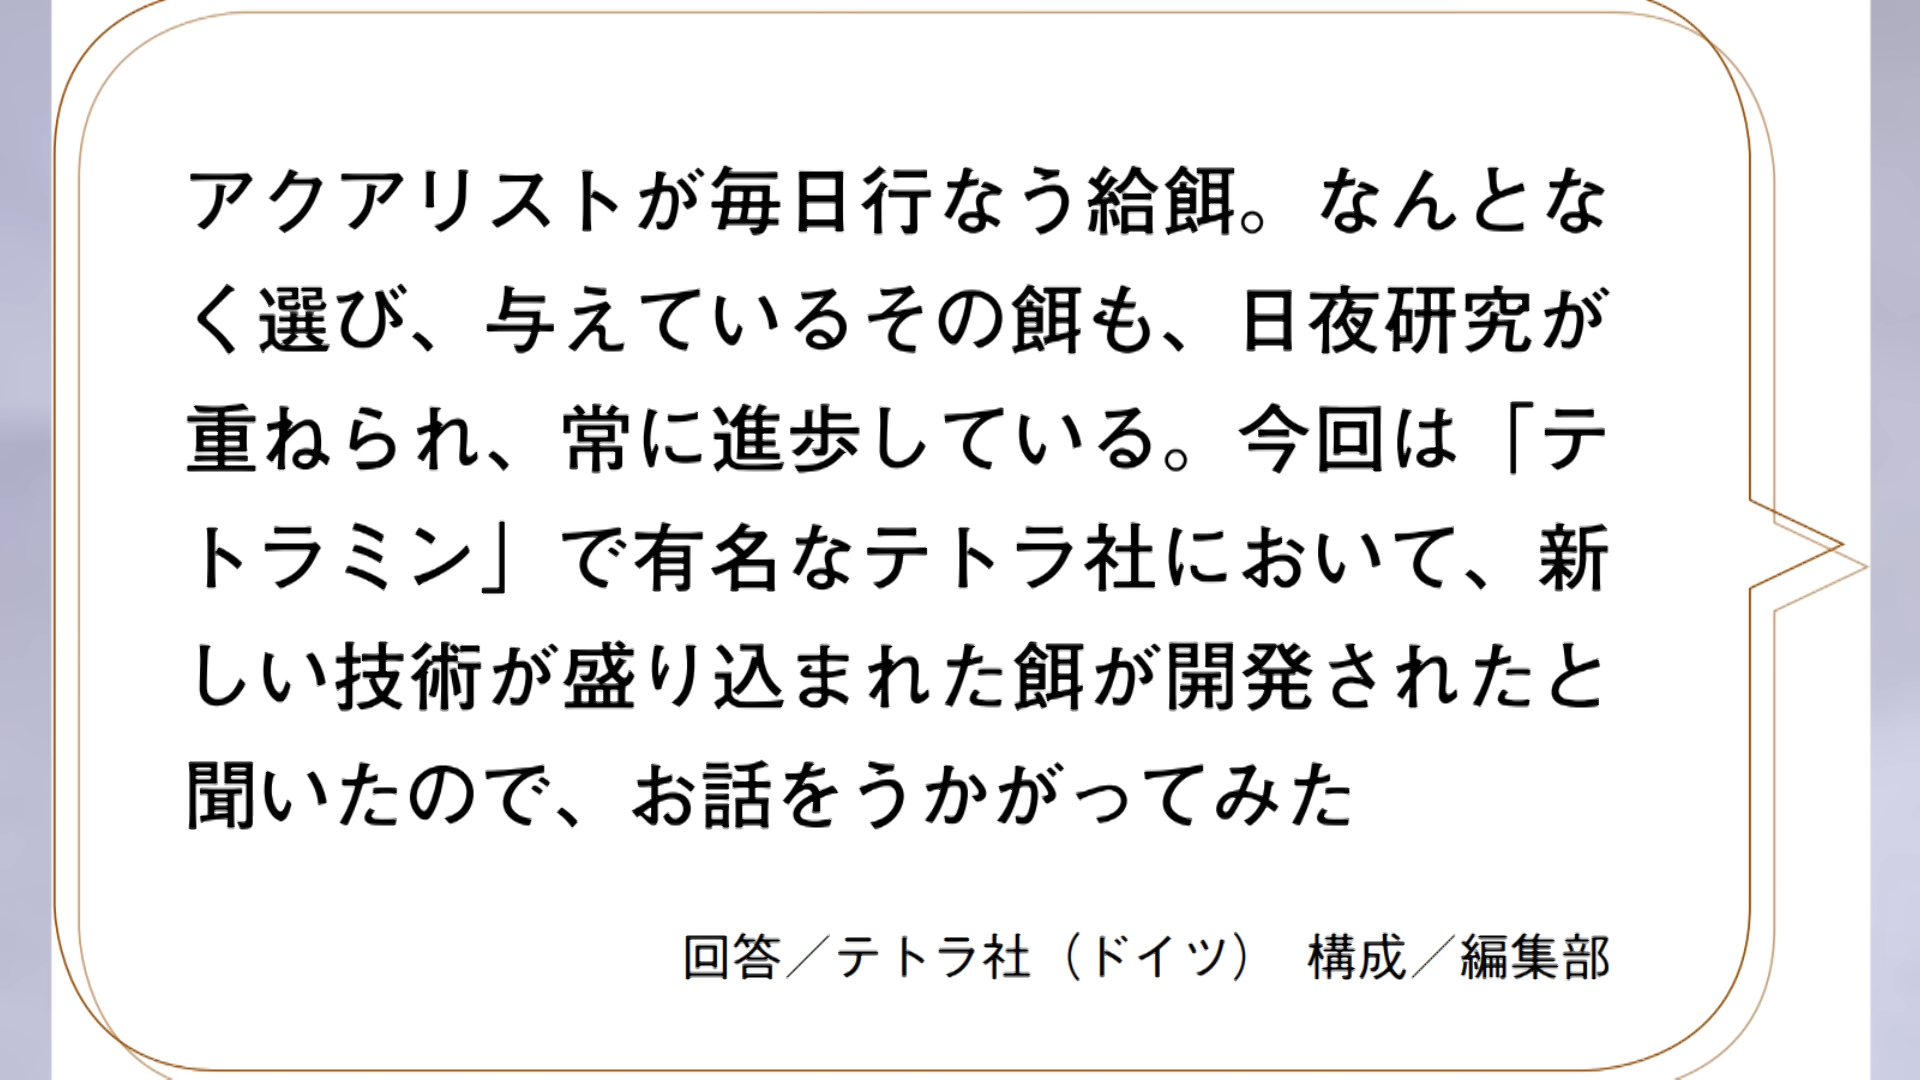 アクアリストが毎日行なう給餌。なんとな
く選び、与えているその餌も、日夜研究が
重ねられ、常に進歩している。今回は「テ
トラミン」で有名なテトラ社において、新
しい技術が盛り込まれた餌が開発されたと
聞いたので、お話をうかがってみた
回答／テトラ社（ドイツ）　構成／編集部